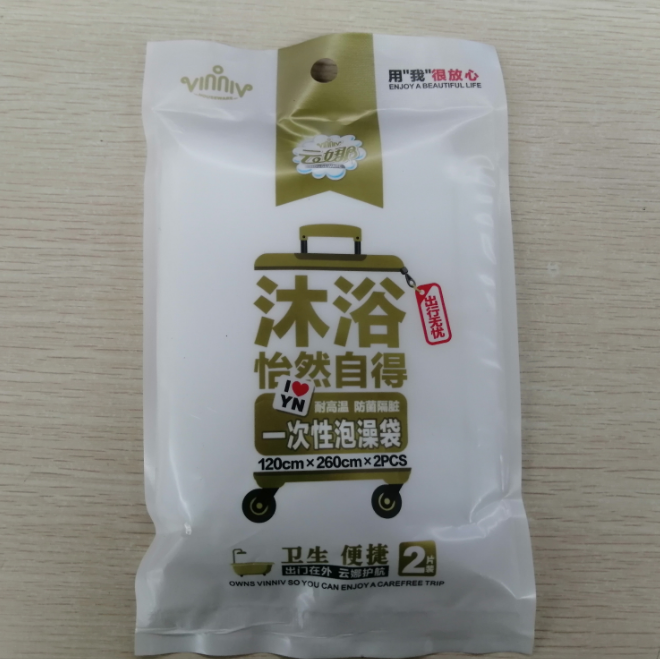 VINNIV
用"我"很放心
ENJOY A BEAUTIFUL LIFE
VINNIV
云娜
出行无忧
沐浴
怡然自得
I❤YN
耐高温 防菌隔脏
一次性泡澡袋
120cm×260cm×2PCS
卫生 便捷
出门在外 云娜护航
2片装
OWNS VINNIV SO YOU CAN ENJOY A CAREFREE TRIP